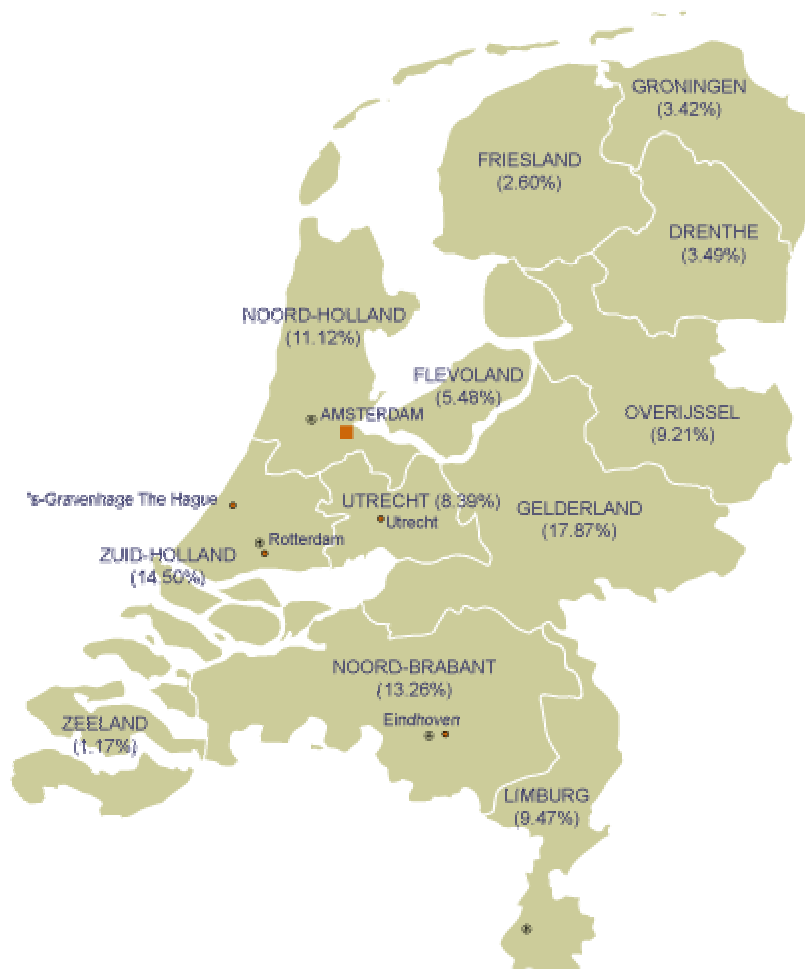 GRONINGEN
(3.42%)
FRIESLAND
(2.60%)
DRENTHE
(3.49%)
NOORD-HOLLAND
(11.12%)
FLEVOLAND
(5.48%)
AMSTERDAM
OVERIJSSEL
(9.21%)
's-Gravenhage The Hague
UTRECHT (8.39%)
Utrecht
GELDERLAND
(17.87%)
Rotterdam
ZUID-HOLLAND
(14.50%)
NOORD-BRABANT
(13.26%)
Eindhoven
ZEELAND
(1.17%)
LIMBURG
(9.47%)